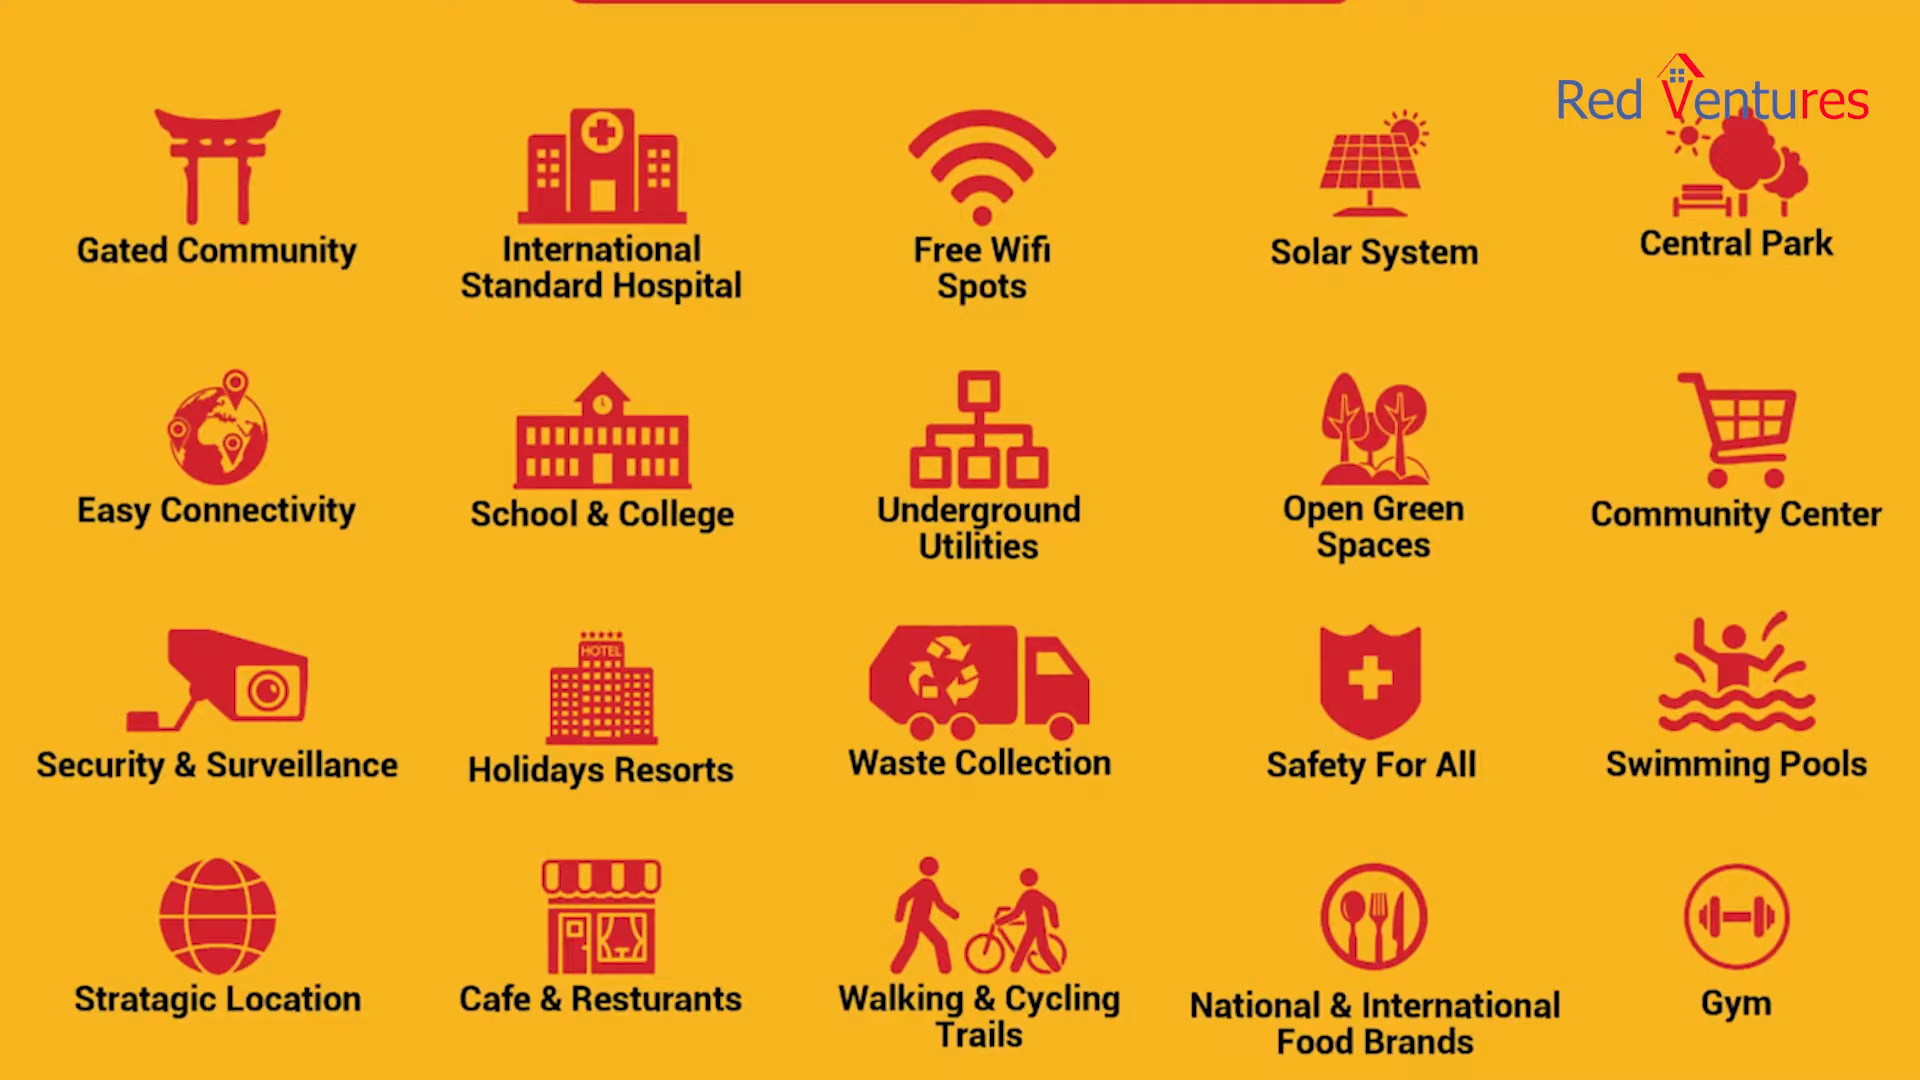 Red Ventures
Gated Community
International
Standard Hospital
Free Wifi
Spots
Solar System
Central Park
Easy Connectivity
School & College
Underground
Utilities
Open Green
Spaces
Community Center
Security & Surveillance
HOTEL
Holidays Resorts
Waste Collection
Safety For All
Swimming Pools
Stratagic Location
Cafe & Resturants
Walking & Cycling
Trails
National & International
Food Brands
Gym